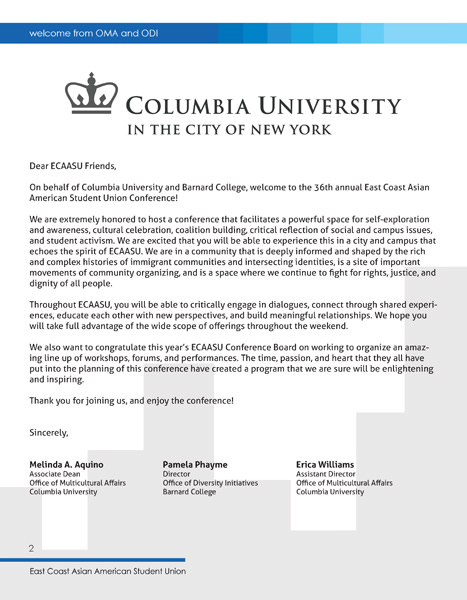 welcome from OMA and ODI
COLUMBIA UNIVERSITY
IN THE CITY OF NEW YORK
Dear ECAASU Friends,
On behalf of Columbia University and Barnard College, welcome to the 36th annual East Coast Asian
American Student Union Conference!
We are extremely honored to host a conference that facilitates a powerful space for self-exploration
and awareness, cultural celebration, coalition building, critical reflection of social and campus issues,
and student activism. We are excited that you will be able to experience this in a city and campus that
echoes the spirit of ECAASU. We are in a community that is deeply informed and shaped by the rich
and complex histories of immigrant communities and intersecting identities, is a site of important
movements of community organizing, and is a space where we continue to fight for rights, justice, and
dignity of all people.
Throughout ECAASU, you will be able to critically engage in dialogues, connect through shared experi-
ences, educate each other with new perspectives, and build meaningful relationships. We hope you
will take full advantage of the wide scope of offerings throughout the weekend.
We also want to congratulate this year's ECAASU Conference Board on working to organize an amaz-
ing line up of workshops, forums, and performances. The time, passion, and heart that they all have
put into the planning of this conference have created a program that we are sure will be enlightening
and inspiring.
Thank you for joining us, and enjoy the conference!
Sincerely,
Melinda A. Aquino Pamela Phayme Erica Williams
Associate Dean Director Assistant Director
Office of Multicultural Affairs Office of Diversity Initiatives Office of Multicultural Affairs
Columbia University Barnard College Columbia University
2
East Coast Asian American Student Union